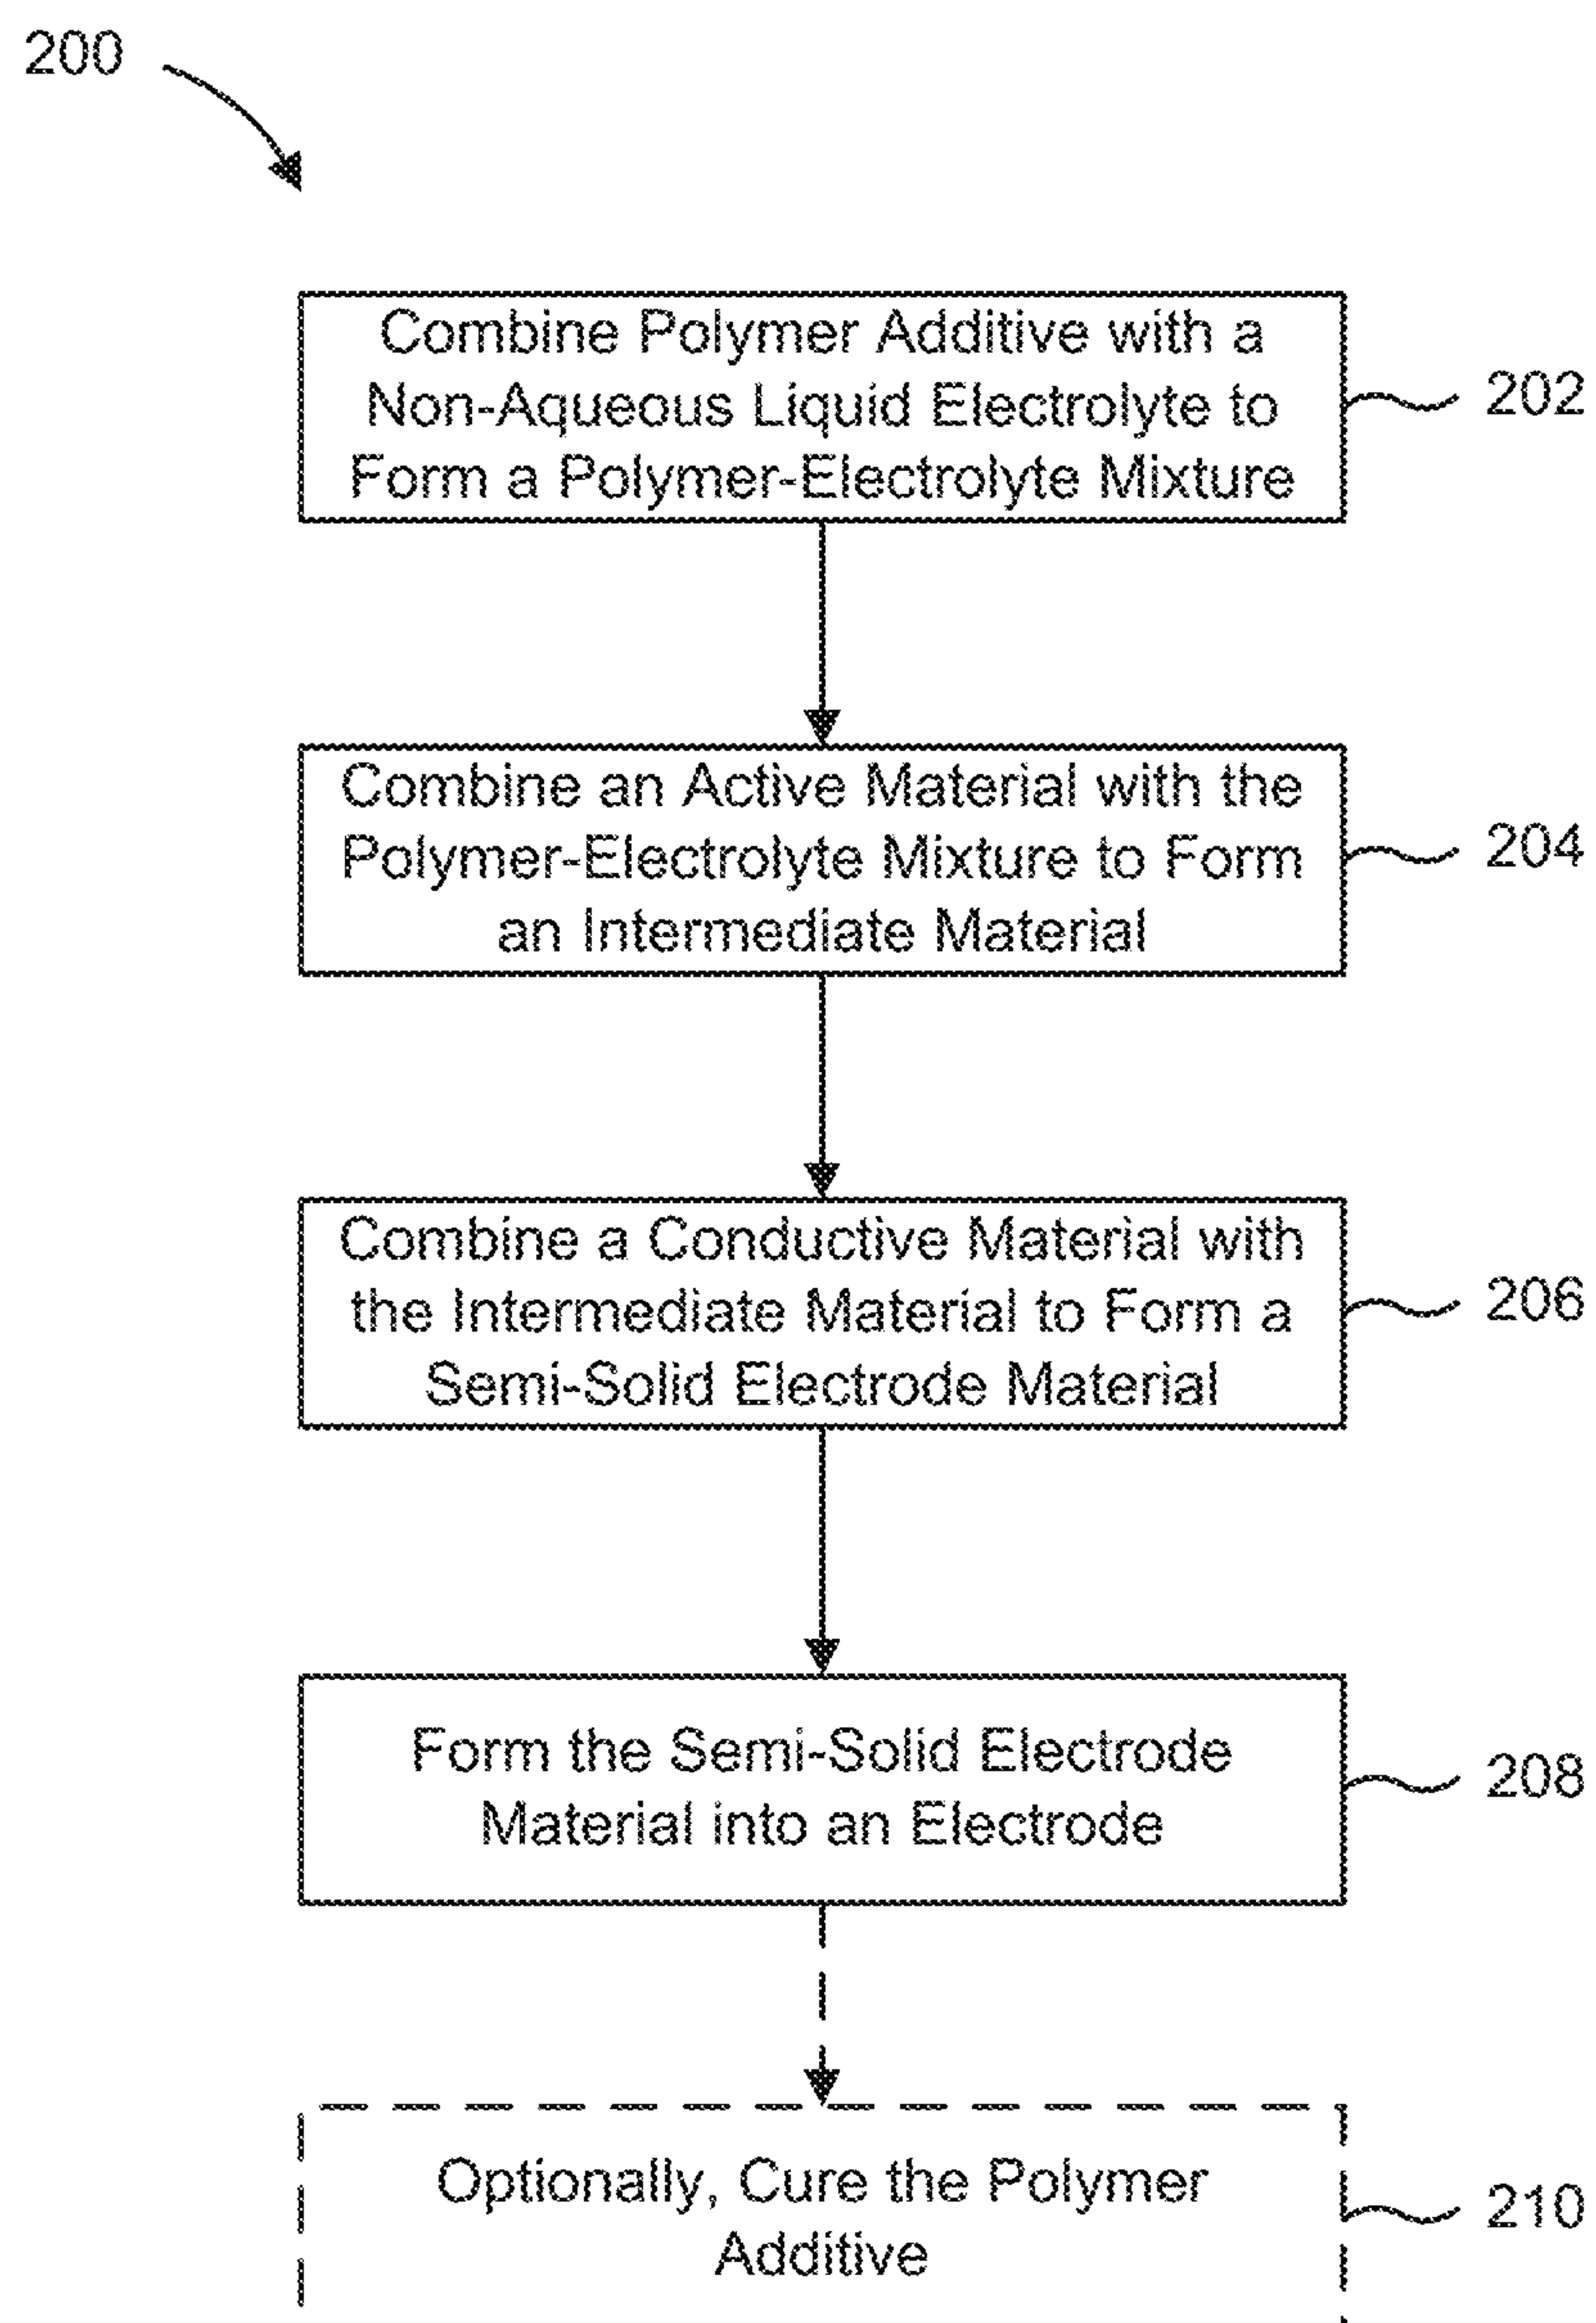 200
Combine Polymer Additive with a
Non-Aqueous Liquid Electrolyte to
Form a Polymer-Electrolyte Mixture
202
Combine an Active Material with the
Polymer-Electrolyte Mixture to Form
an Intermediate Material
204
Combine a Conductive Material with
the Intermediate Material to Form a
Semi-Solid Electrode Material
206
Form the Semi-Solid Electrode
Material into an Electrode
208
Optionally, Cure the Polymer
Additive
210